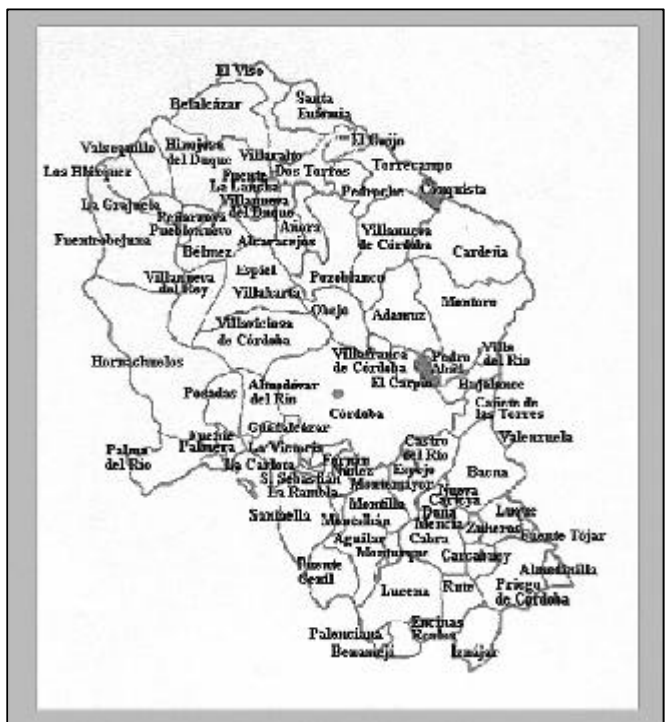 El Viso
Belalcázar
Santa
Eufemia
El Guijo
Valsequillo
Hinojosa
del Duque
Villaralto
Torrecampo
Los Blázquez
Fuente
La Lancha
Dos Torres
Pedroche
Conquista
La Granjuela
Villanueva
del Duque
Peñarroya
Pueblonuevo
Añora
Villanueva
de Córdoba
Fuenteobejuna
Alcaracejos
Cardeña
Bélmez
Espiel
Pozoblanco
Villanueva
del Rey
Villaharta
Obejo
Adamuz
Montoro
Villaviciosa
de Córdoba
Hornachuelos
Villafranca
de Córdoba
Pedro
Abad
Villa
del Río
El Carpio
Bujalance
Posadas
Almodóvar
del Río
Córdoba
Cañete de
las Torres
Guadalcázar
Valenzuela
Palma
del Río
Fuente
Palmera
La Victoria
La Carlota
Fernán
Núñez
Castro
del Río
Espejo
Baena
S. Sebastián
La Rambla
Montemayor
Nueva
Carteya
Santaella
Montilla
Doña
Mencía
Luque
Montalbán
Zuheros
Fuente Tójar
Aguilar
Cabra
Monturque
Carcabuey
Puente
Genil
Almedinilla
Lucena
Rute
Priego
de Córdoba
Encinas
Reales
Palenciana
Benamejí
Iznájar